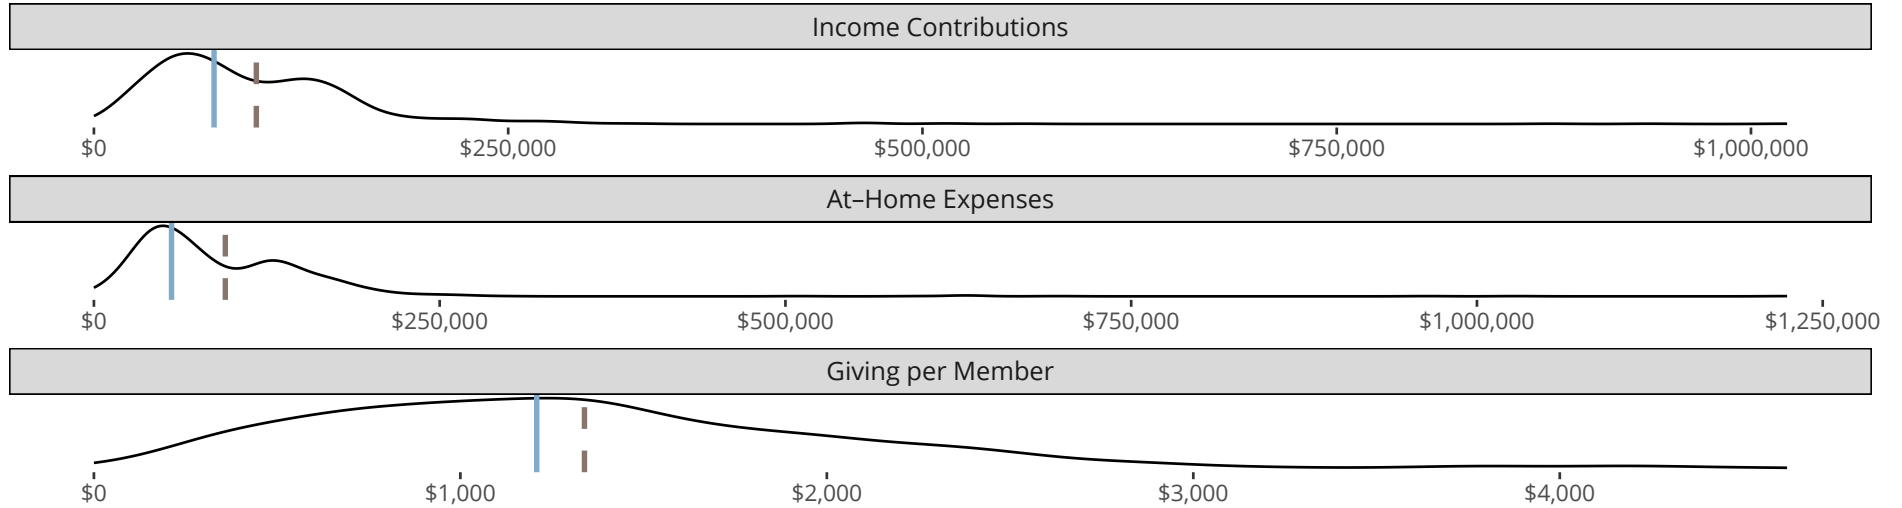 Income Contributions
$0 $250,000 $500,000 $750,000 $1,000,000
At–Home Expenses
$0 $250,000 $500,000 $750,000 $1,000,000 $1,250,000
Giving per Member
$0 $1,000 $2,000 $3,000 $4,000